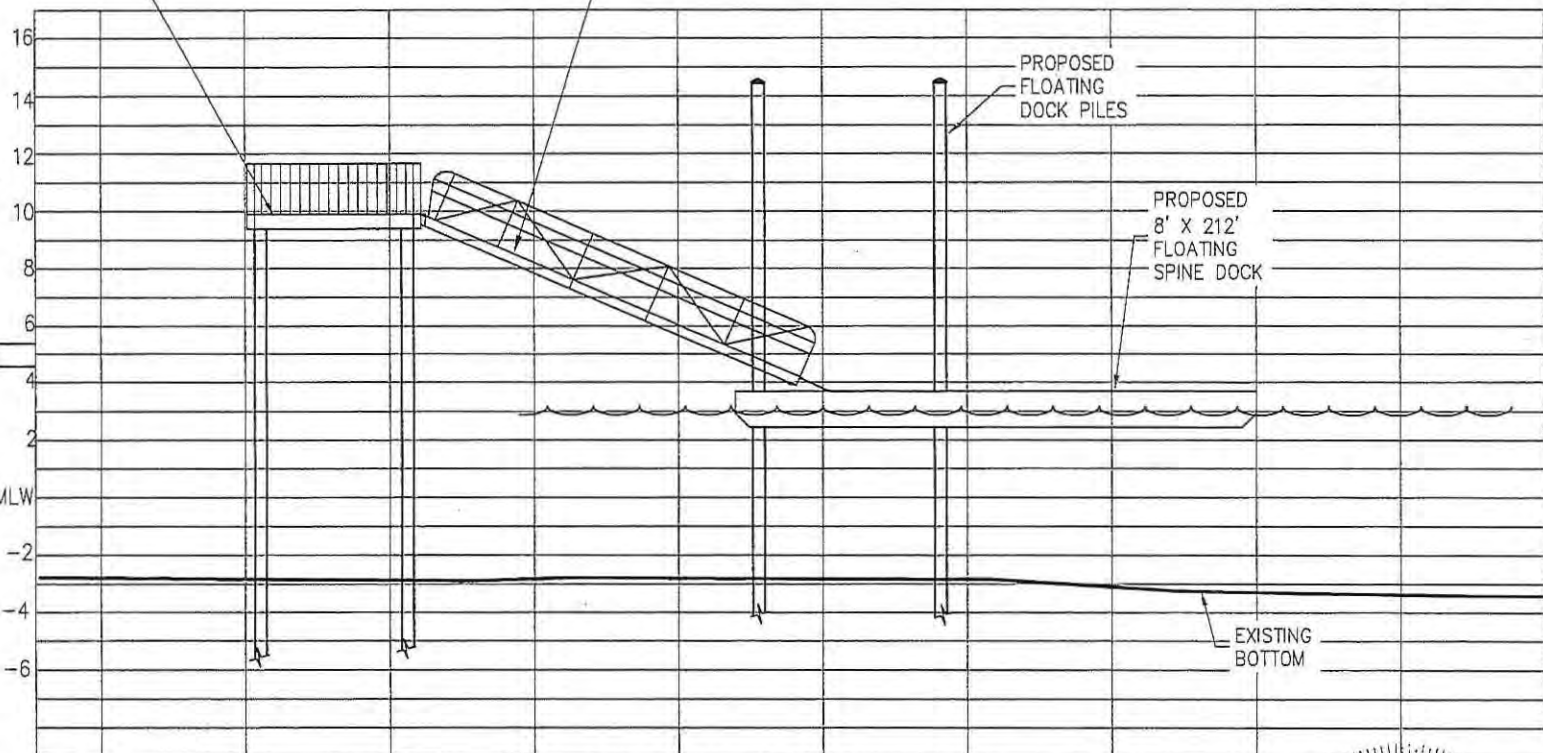 16
14
12
10
8
6
4
2
MLW
-2
-4
-6
PROPOSED
FLOATING
DOCK PILES
PROPOSED
8' X 212'
FLOATING
SPINE DOCK
EXISTING
BOTTOM